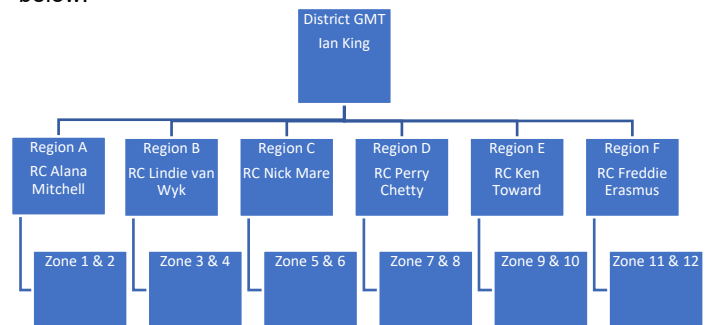 below.
District GMT
Ian King
Region A
RC Alana
Mitchell
Region B
RC Lindie van
Wyk
Region C
RC Nick Mare
Region D
RC Perry
Chetty
Region E
RC Ken
Toward
Region F
RC Freddie
Erasmus
Zone 1 & 2
Zone 3 & 4
Zone 5 & 6
Zone 7 & 8
Zone 9 & 10
Zone 11 & 12